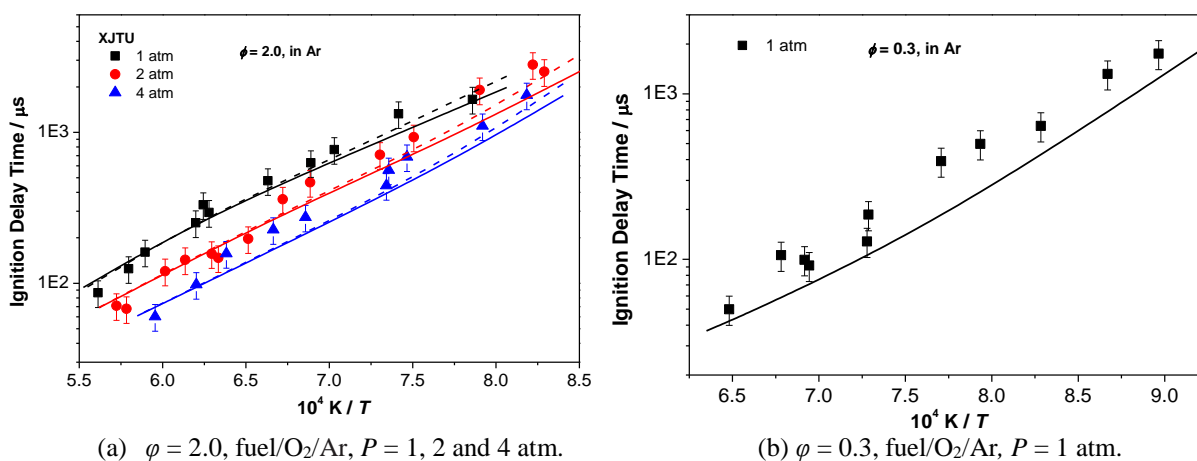 XJTU
1 atm
2 atm
4 atm
ϕ = 2.0, in Ar
Ignition Delay Time / μs
1E3
1E2
5.5 6.0 6.5 7.0 7.5 8.0 8.5
10⁴ K / T
(a) φ = 2.0, fuel/O₂/Ar, P = 1, 2 and 4 atm.
1 atm
ϕ = 0.3, in Ar
Ignition Delay Time / μs
1E3
1E2
6.5 7.0 7.5 8.0 8.5 9.0
10⁴ K / T
(b) φ = 0.3, fuel/O₂/Ar, P = 1 atm.